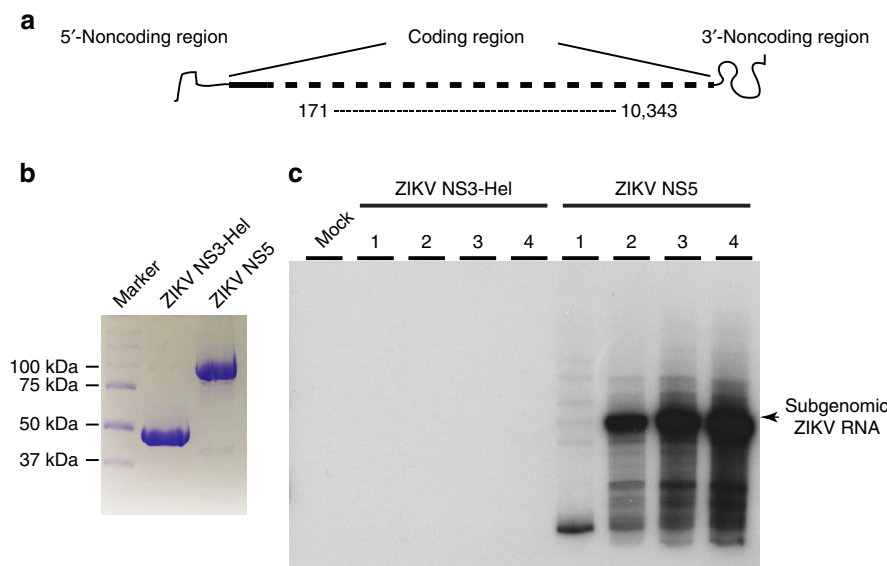 a
5′-Noncoding region Coding region 3′-Noncoding region
171 10,343
b
Marker
ZIKV NS3-Hel
ZIKV NS5
100 kDa
75 kDa
50 kDa
37 kDa
c
ZIKV NS3-Hel ZIKV NS5
Mock 1 2 3 4 1 2 3 4
Subgenomic
ZIKV RNA